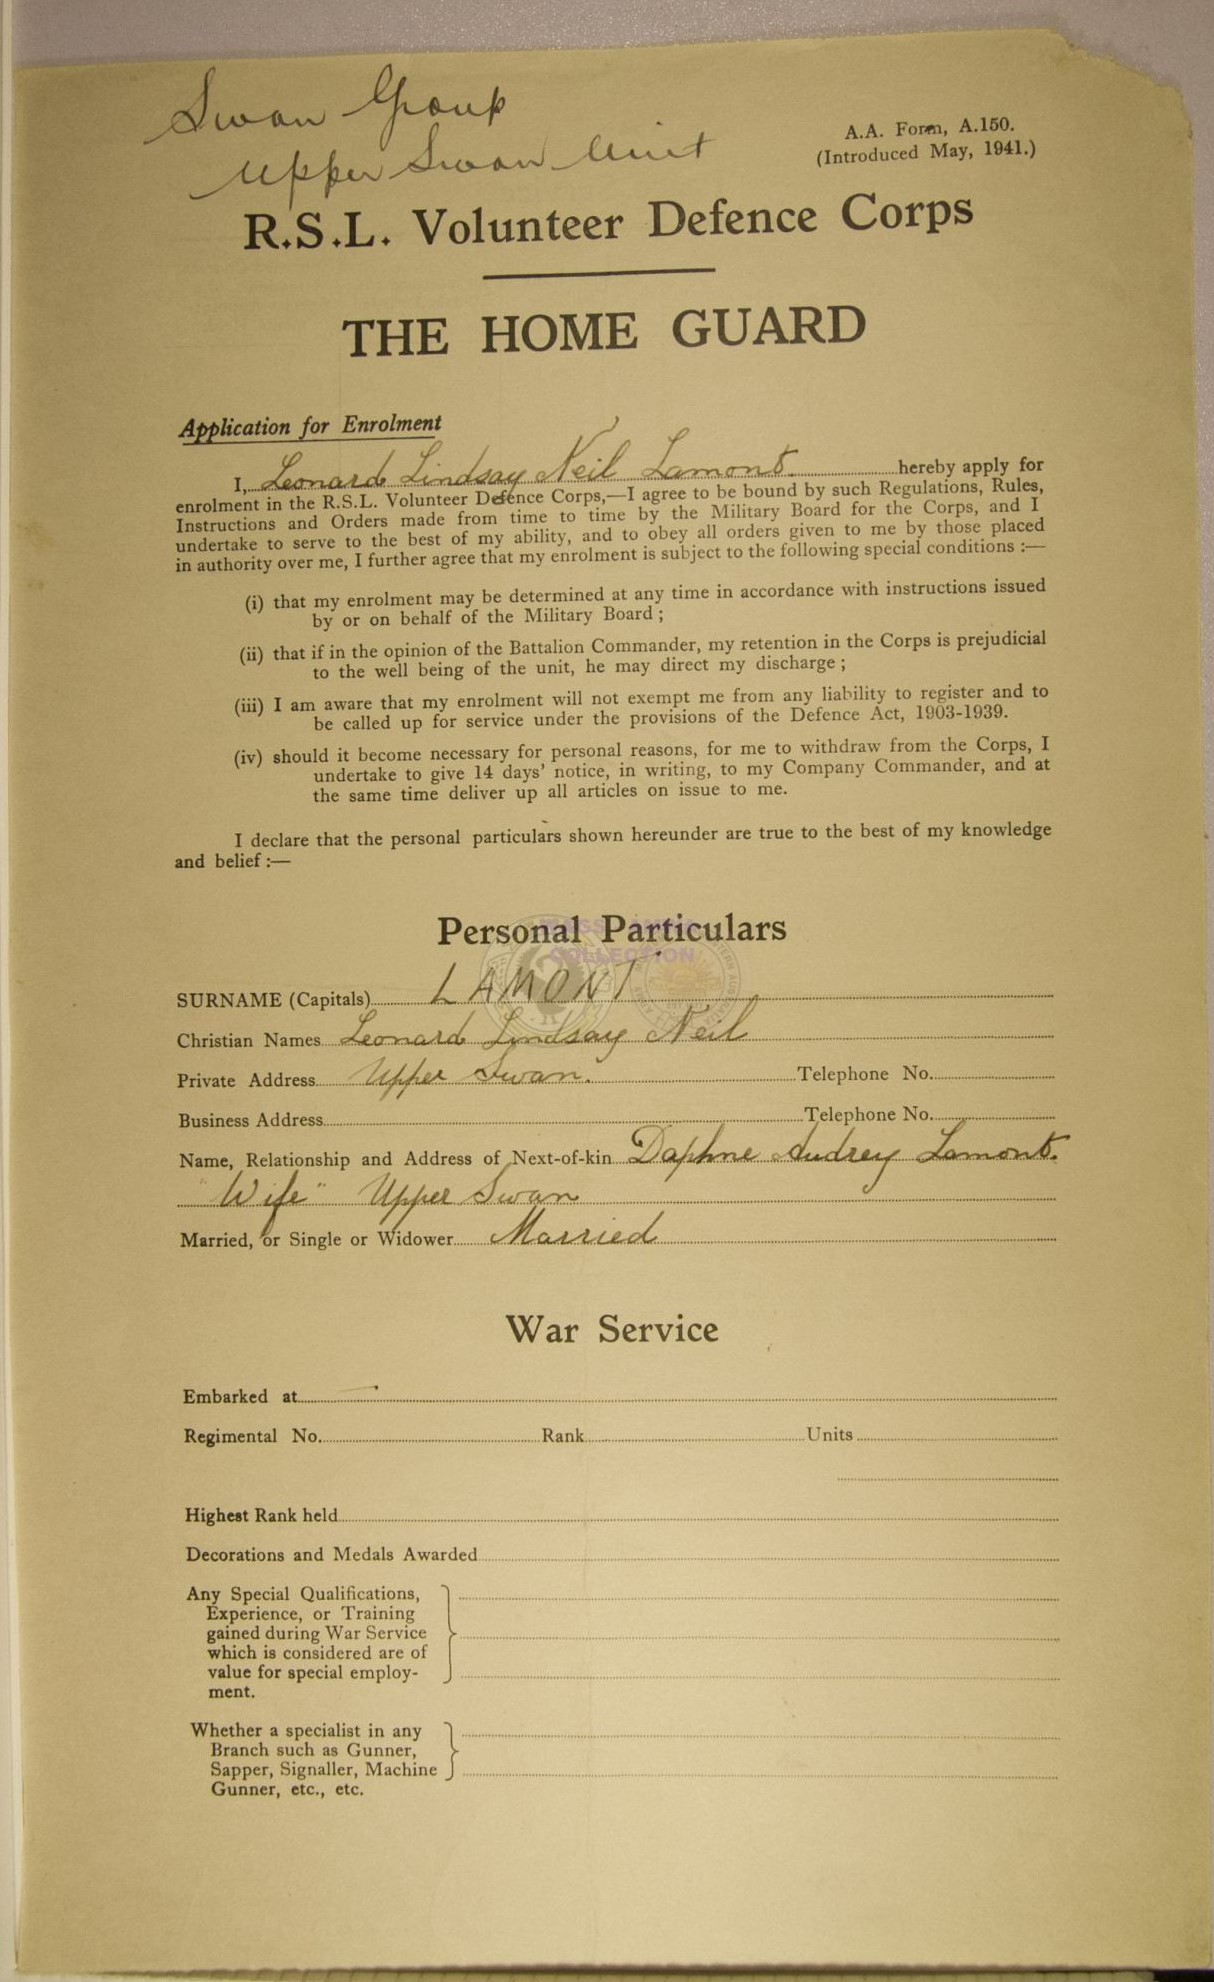 Swan Group
Upper Swan Unit
A.A. Form, A.150.
(Introduced May, 1941.)
R.S.L. Volunteer Defence Corps
THE HOME GUARD
Application for Enrolment
I, Leonard Lindsay Neil Lamont. hereby apply for
enrolment in the R.S.L. Volunteer Defence Corps,—I agree to be bound by such Regulations, Rules,
Instructions and Orders made from time to time by the Military Board for the Corps, and I
undertake to serve to the best of my ability, and to obey all orders given to me by those placed
in authority over me, I further agree that my enrolment is subject to the following special conditions :—
(i) that my enrolment may be determined at any time in accordance with instructions issued
by or on behalf of the Military Board ;
(ii) that if in the opinion of the Battalion Commander, my retention in the Corps is prejudicial
to the well being of the unit, he may direct my discharge ;
(iii) I am aware that my enrolment will not exempt me from any liability to register and to
be called up for service under the provisions of the Defence Act, 1903-1939.
(iv) should it become necessary for personal reasons, for me to withdraw from the Corps, I
undertake to give 14 days' notice, in writing, to my Company Commander, and at
the same time deliver up all articles on issue to me.
I declare that the personal particulars shown hereunder are true to the best of my knowledge
and belief :—
Personal Particulars
COLLECTION
SURNAME (Capitals) LAMONT
Christian Names Leonard Lindsay Neil
Private Address Upper Swan. Telephone No.
Business Address Telephone No.
Name, Relationship and Address of Next-of-kin Daphne Audrey Lamont.
"Wife" Upper Swan
Married, or Single or Widower Married
War Service
Embarked at
Regimental No. Rank Units
Highest Rank held
Decorations and Medals Awarded
Any Special Qualifications,
Experience, or Training
gained during War Service
which is considered are of
value for special employ-
ment.
Whether a specialist in any
Branch such as Gunner,
Sapper, Signaller, Machine
Gunner, etc., etc.